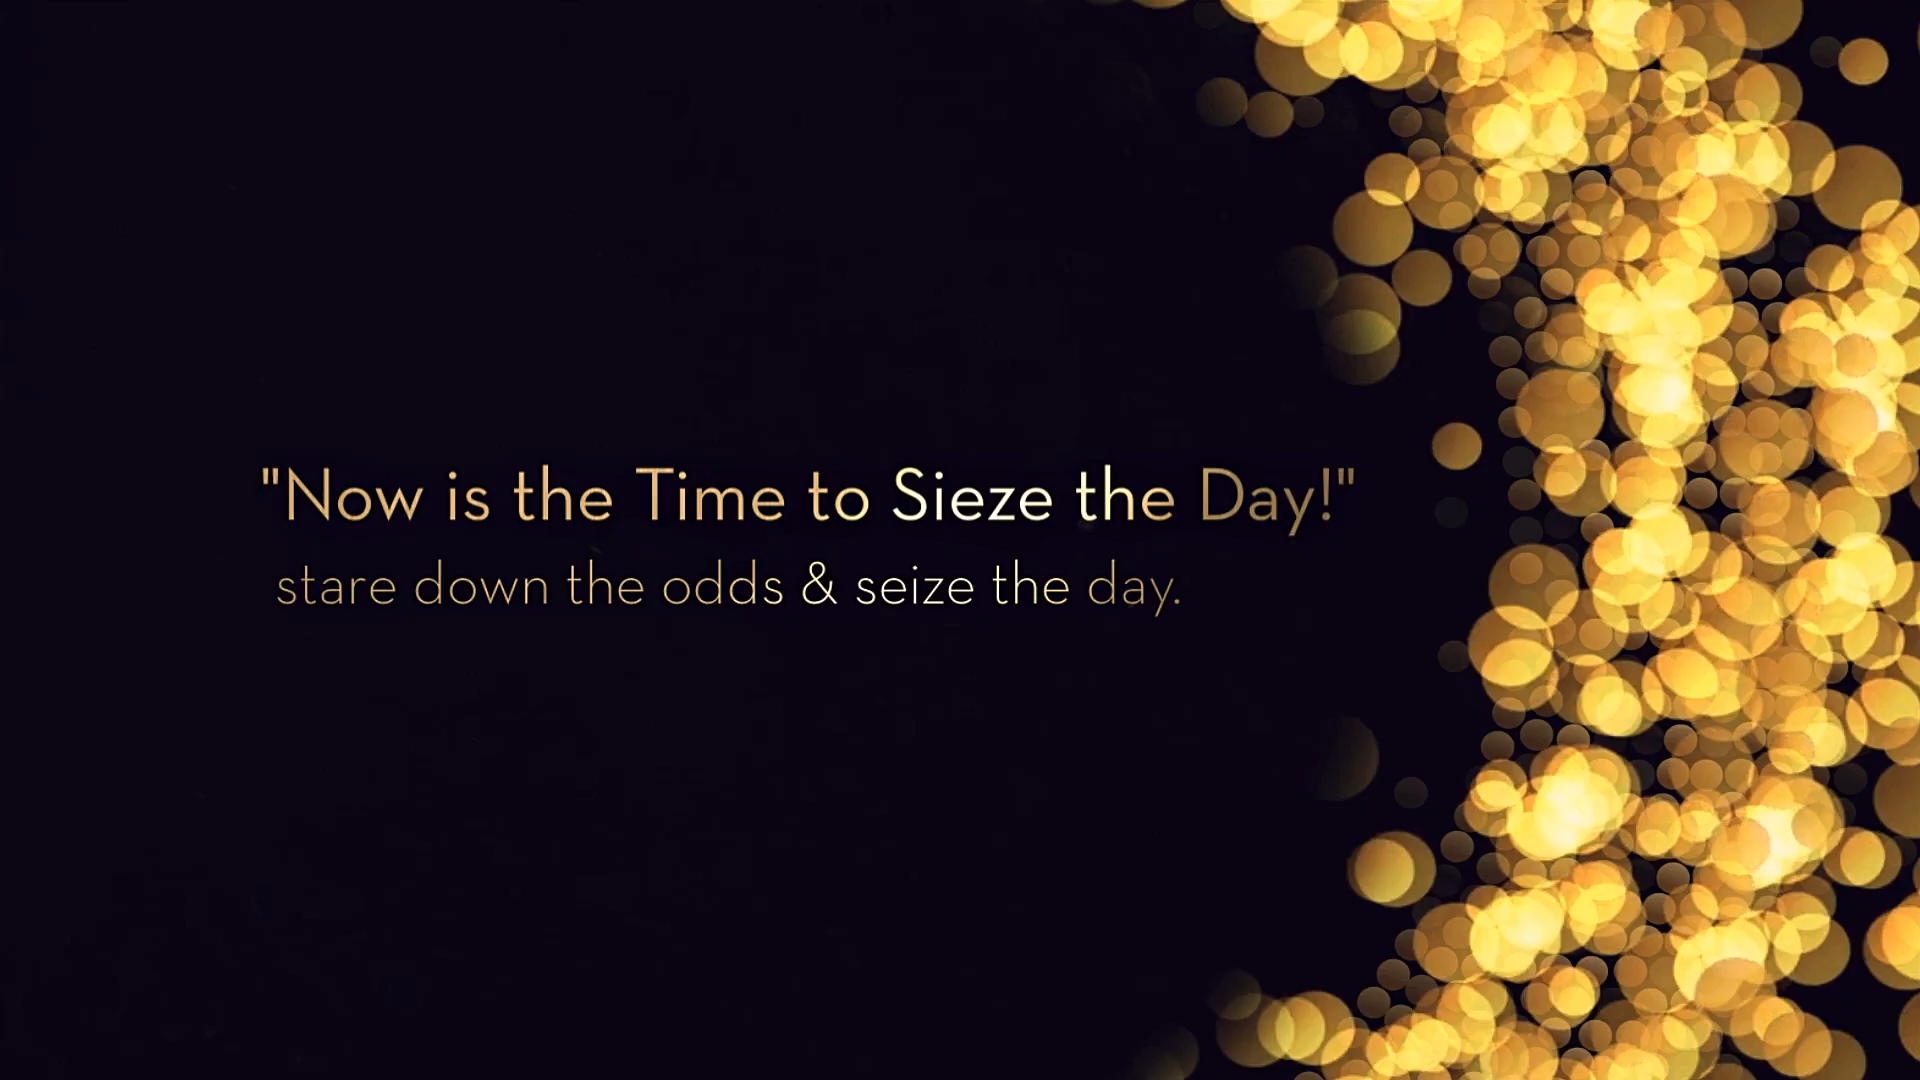 "Now is the Time to Sieze the Day!"
stare down the odds & seize the day.